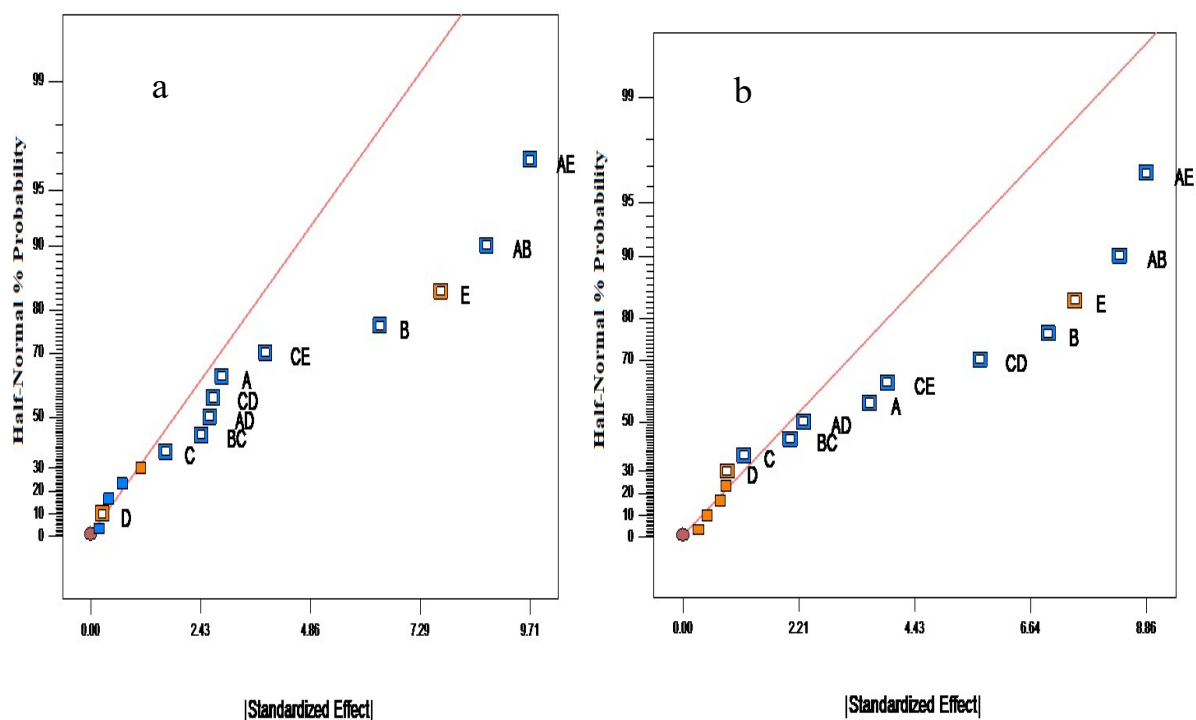 a
Half-Normal % Probability
99
95
90
80
70
50
30
20
10
0
AE
AB
E
B
CE
A
CD
AD
BC
C
D
0.00
2.43
4.86
7.29
9.71
|Standardized Effect|
b
Half-Normal % Probability
99
95
90
80
70
50
30
20
10
0
AE
AB
E
B
CD
CE
A
AD
BC
C
D
0.00
2.21
4.43
6.64
8.86
|Standardized Effect|